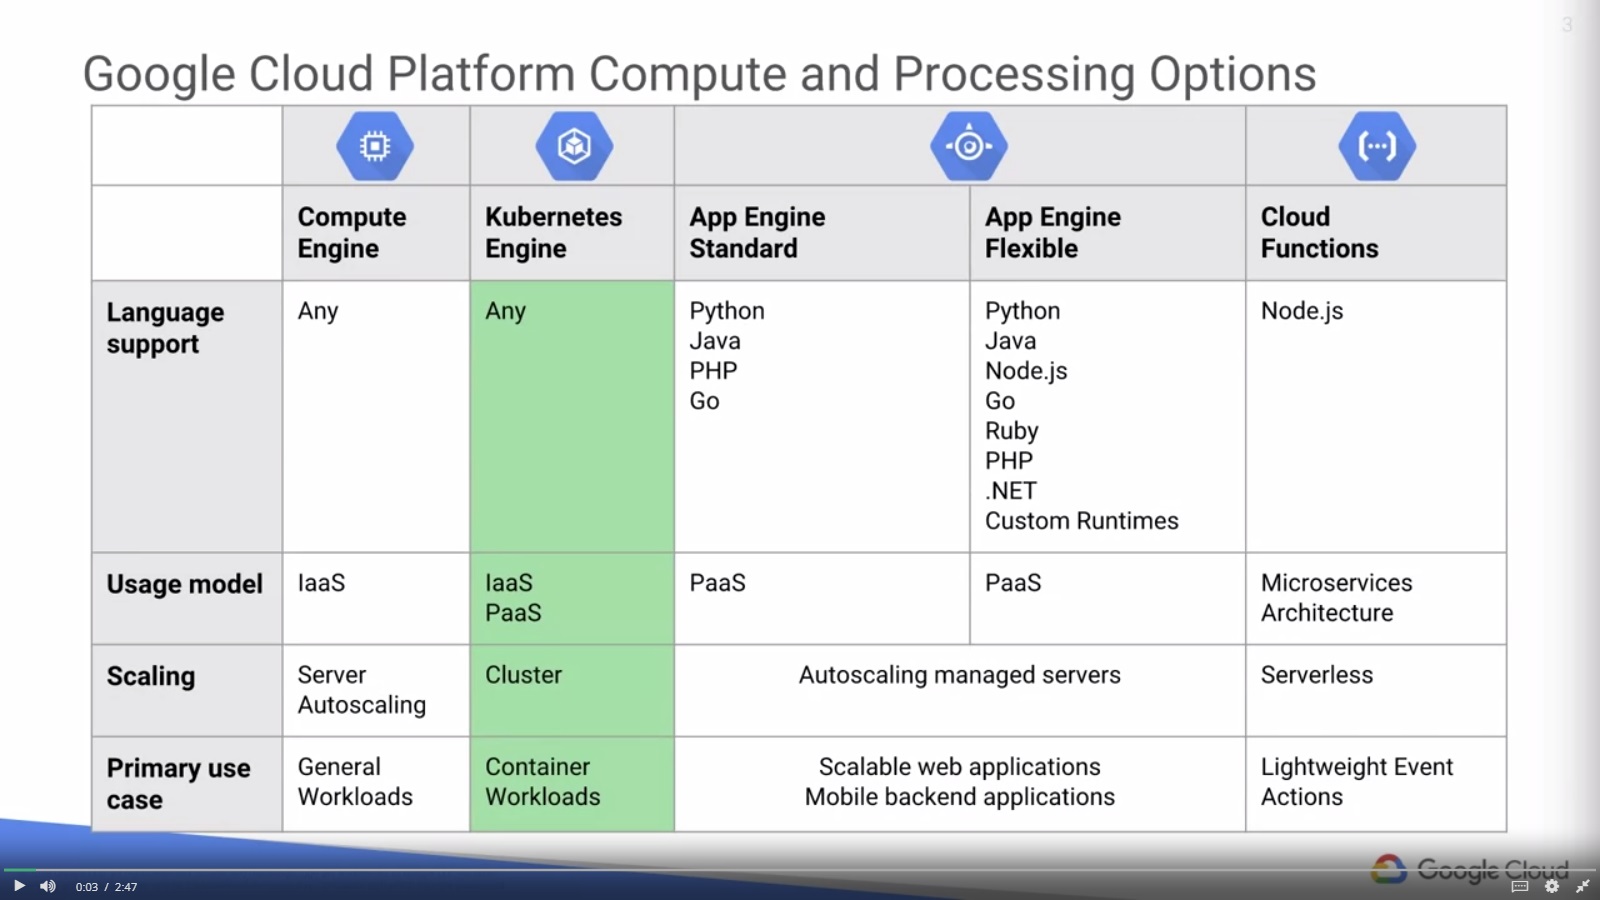 3
Google Cloud Platform Compute and Processing Options
Compute
Engine
Kubernetes
Engine
App Engine
Standard
App Engine
Flexible
Cloud
Functions
Language
support
Any
Any
Python
Java
PHP
Go
Python
Java
Node.js
Go
Ruby
PHP
.NET
Custom Runtimes
Node.js
Usage model
IaaS
IaaS
PaaS
PaaS
PaaS
Microservices
Architecture
Scaling
Server
Autoscaling
Cluster
Autoscaling managed servers
Serverless
Primary use
case
General
Workloads
Container
Workloads
Scalable web applications
Mobile backend applications
Lightweight Event
Actions
Google Cloud
0:03 / 2:47